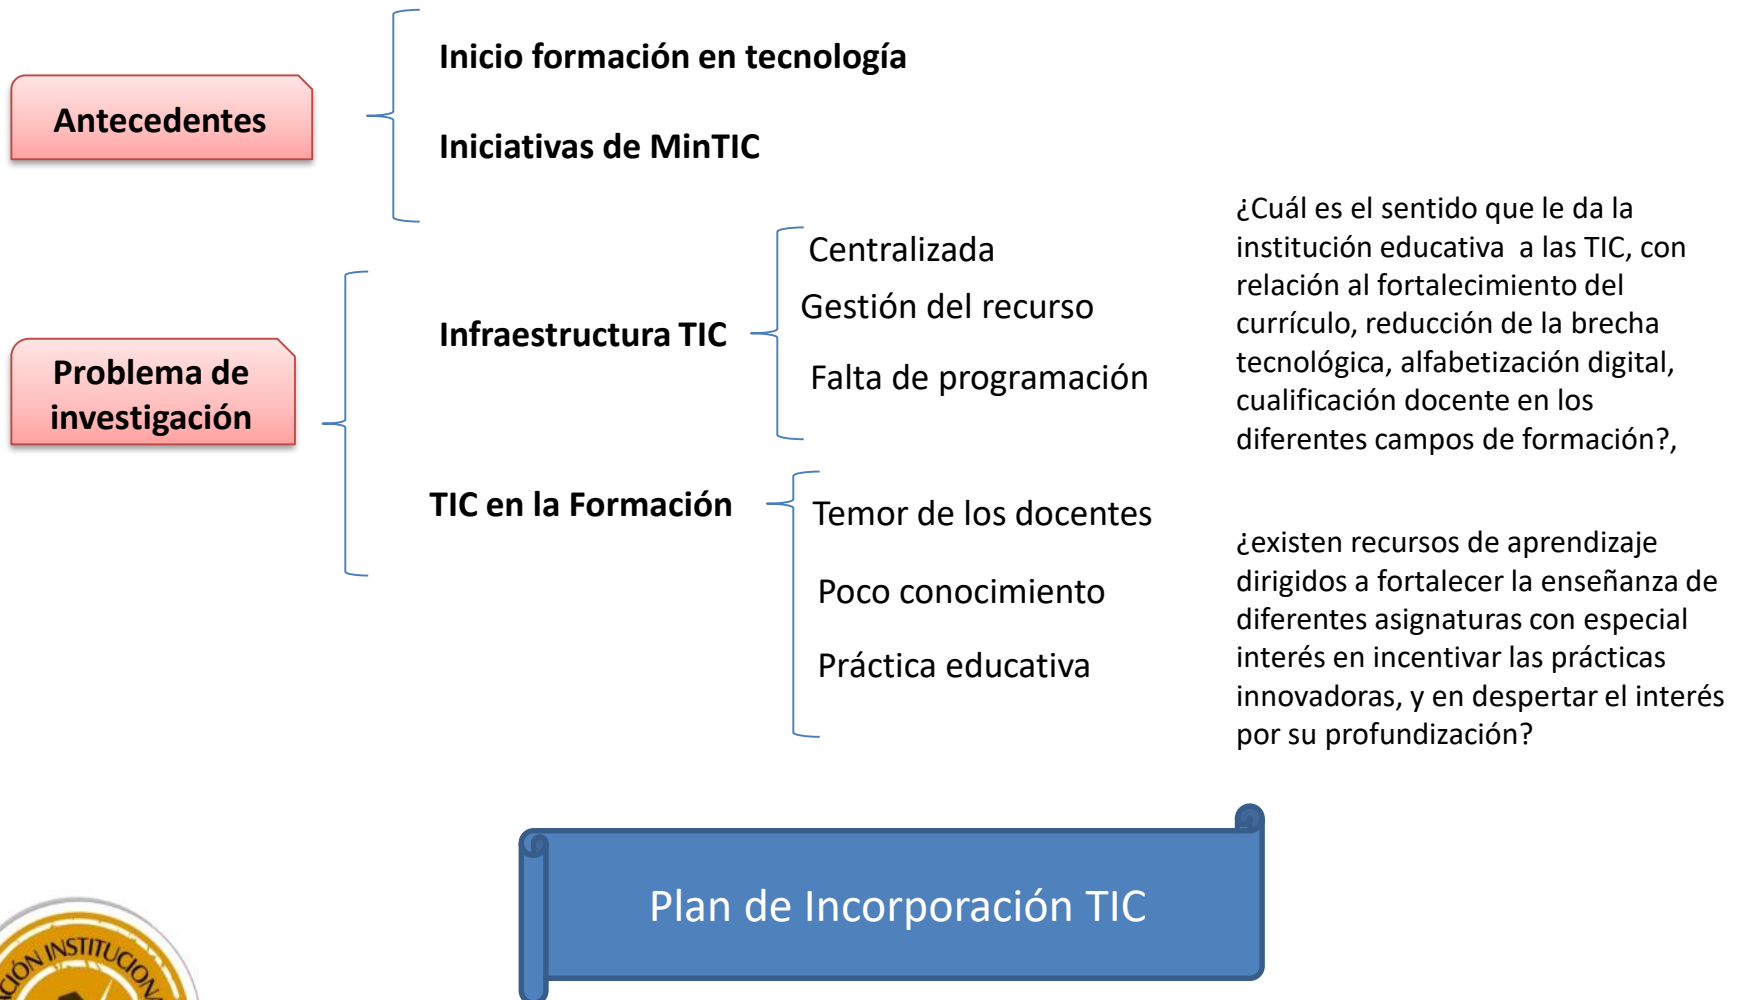 Antecedentes
Inicio formación en tecnología
Iniciativas de MinTIC
Problema de
investigación
Infraestructura TIC
Centralizada
Gestión del recurso
Falta de programación
TIC en la Formación
Temor de los docentes
Poco conocimiento
Práctica educativa
¿Cuál es el sentido que le da la
institución educativa  a las TIC, con
relación al fortalecimiento del
currículo, reducción de la brecha
tecnológica, alfabetización digital,
cualificación docente en los
diferentes campos de formación?,
¿existen recursos de aprendizaje
dirigidos a fortalecer la enseñanza de
diferentes asignaturas con especial
interés en incentivar las prácticas
innovadoras, y en despertar el interés
por su profundización?
Plan de Incorporación TIC